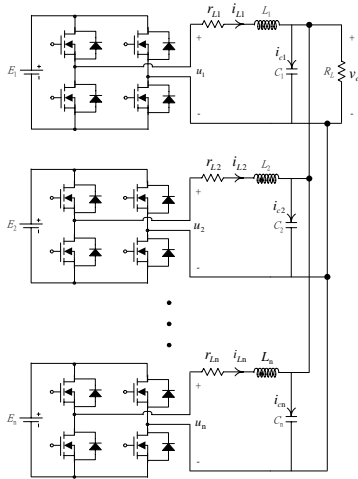 r_L1 i_L1 L_1
+ +
E_1 + - u_1 i_c1 C_1 R_L v_o
- -
r_L2 i_L2 L_2
+
E_2 + - u_2 i_c2 C_2
-
r_Ln i_Ln L_n
+
E_n + - u_n i_cn C_n
-